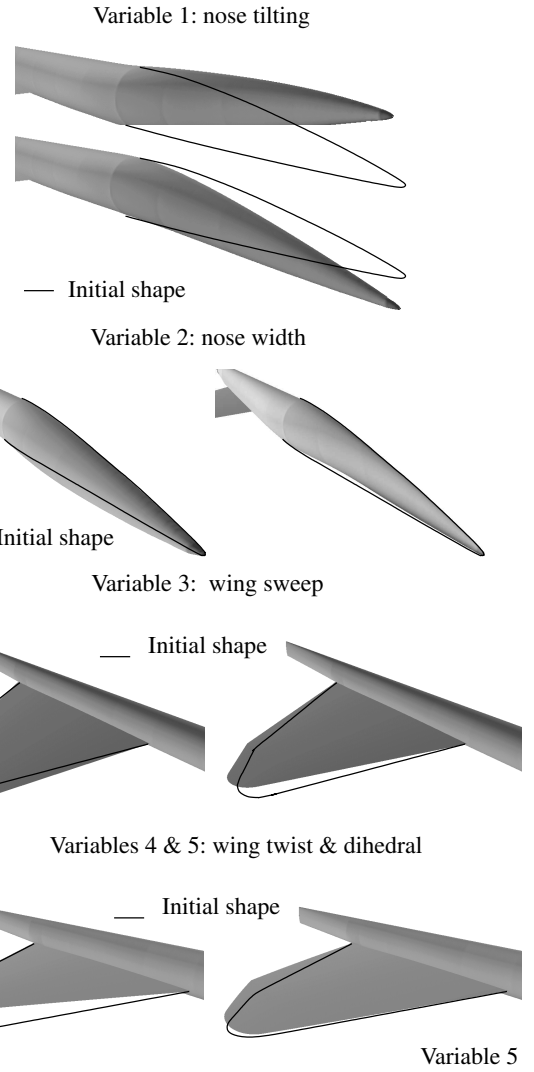 Variable 1: nose tilting
Initial shape
Variable 2: nose width
Initial shape
Variable 3: wing sweep
Initial shape
Variables 4 & 5: wing twist & dihedral
Initial shape
Variable 5